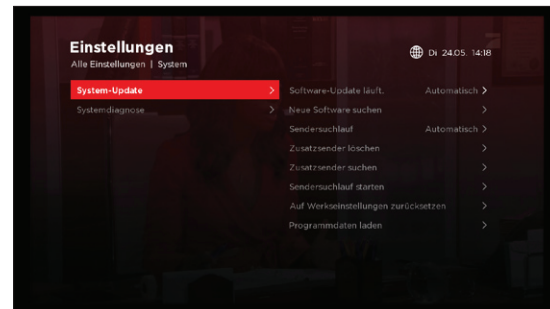 Einstellungen
Di 24.05. 14:18
Alle Einstellungen | System
System-Update
Systemdiagnose
Software-Update läuft. Automatisch
Neue Software suchen
Sendersuchlauf Automatisch
Zusatzsender löschen
Zusatzsender suchen
Sendersuchlauf starten
Auf Werkseinstellungen zurücksetzen
Programmdaten laden